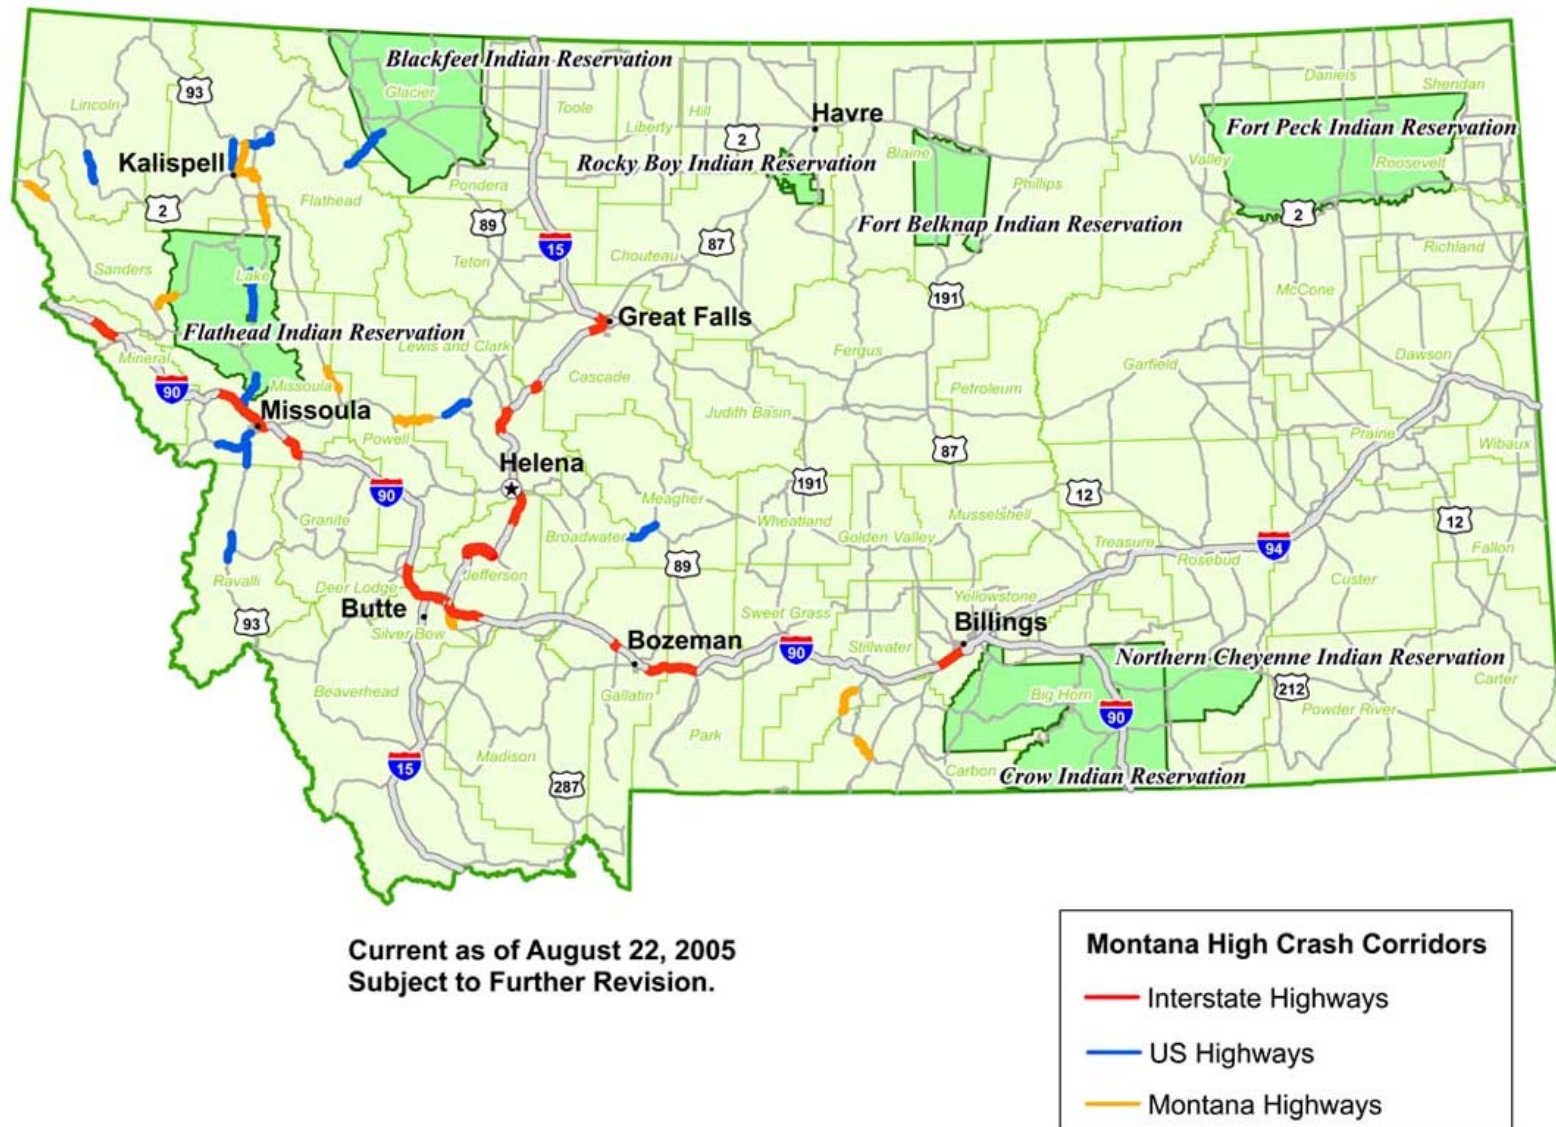 Blackfeet Indian Reservation
Daniels
Sheridan
93
Glacier
Toole
Lincoln
Hill
Havre
Liberty
2
Fort Peck Indian Reservation
Kalispell
Rocky Boy Indian Reservation
Blaine
Valley
Roosevelt
Pondera
Phillips
Flathead
2
89
Fort Belknap Indian Reservation
2
15
87
Richland
Sanders
Lake
Teton
Chouteau
191
McCone
Great Falls
Flathead Indian Reservation
Lewis and Clark
Mineral
Fergus
Garfield
Dawson
90
Missoula
Cascade
Petroleum
Missoula
Judith Basin
Powell
87
Prairie
Wibaux
Helena
90
191
12
Meagher
Granite
Wheatland
Musselshell
12
Broadwater
Golden Valley
Treasure
94
Fallon
89
Rosebud
Ravalli
Deer Lodge
Jefferson
Custer
Yellowstone
Butte
Sweet Grass
93
Silver Bow
Bozeman
90
Stillwater
Billings
Northern Cheyenne Indian Reservation
Beaverhead
Gallatin
Big Horn
212
Carter
90
Powder River
Park
15
Madison
287
Carbon
Crow Indian Reservation
Current as of August 22, 2005
Subject to Further Revision.
Montana High Crash Corridors
Interstate Highways
US Highways
Montana Highways